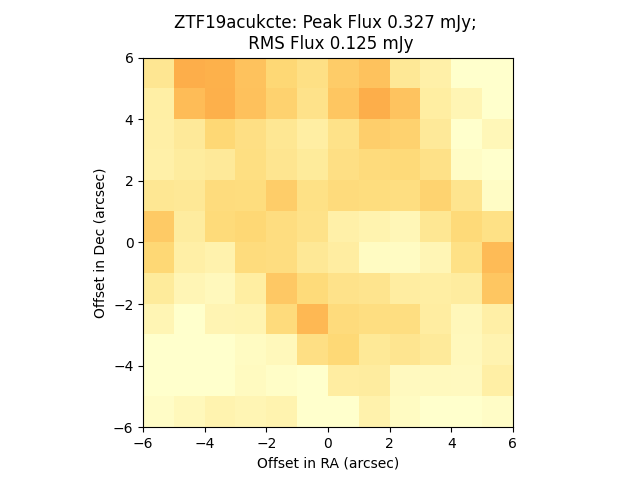 ZTF19acukcte: Peak Flux 0.327 mJy;
RMS Flux 0.125 mJy
6
4
2
0
−2
−4
−6
Offset in Dec (arcsec)
−6 −4 −2 0 2 4 6
Offset in RA (arcsec)